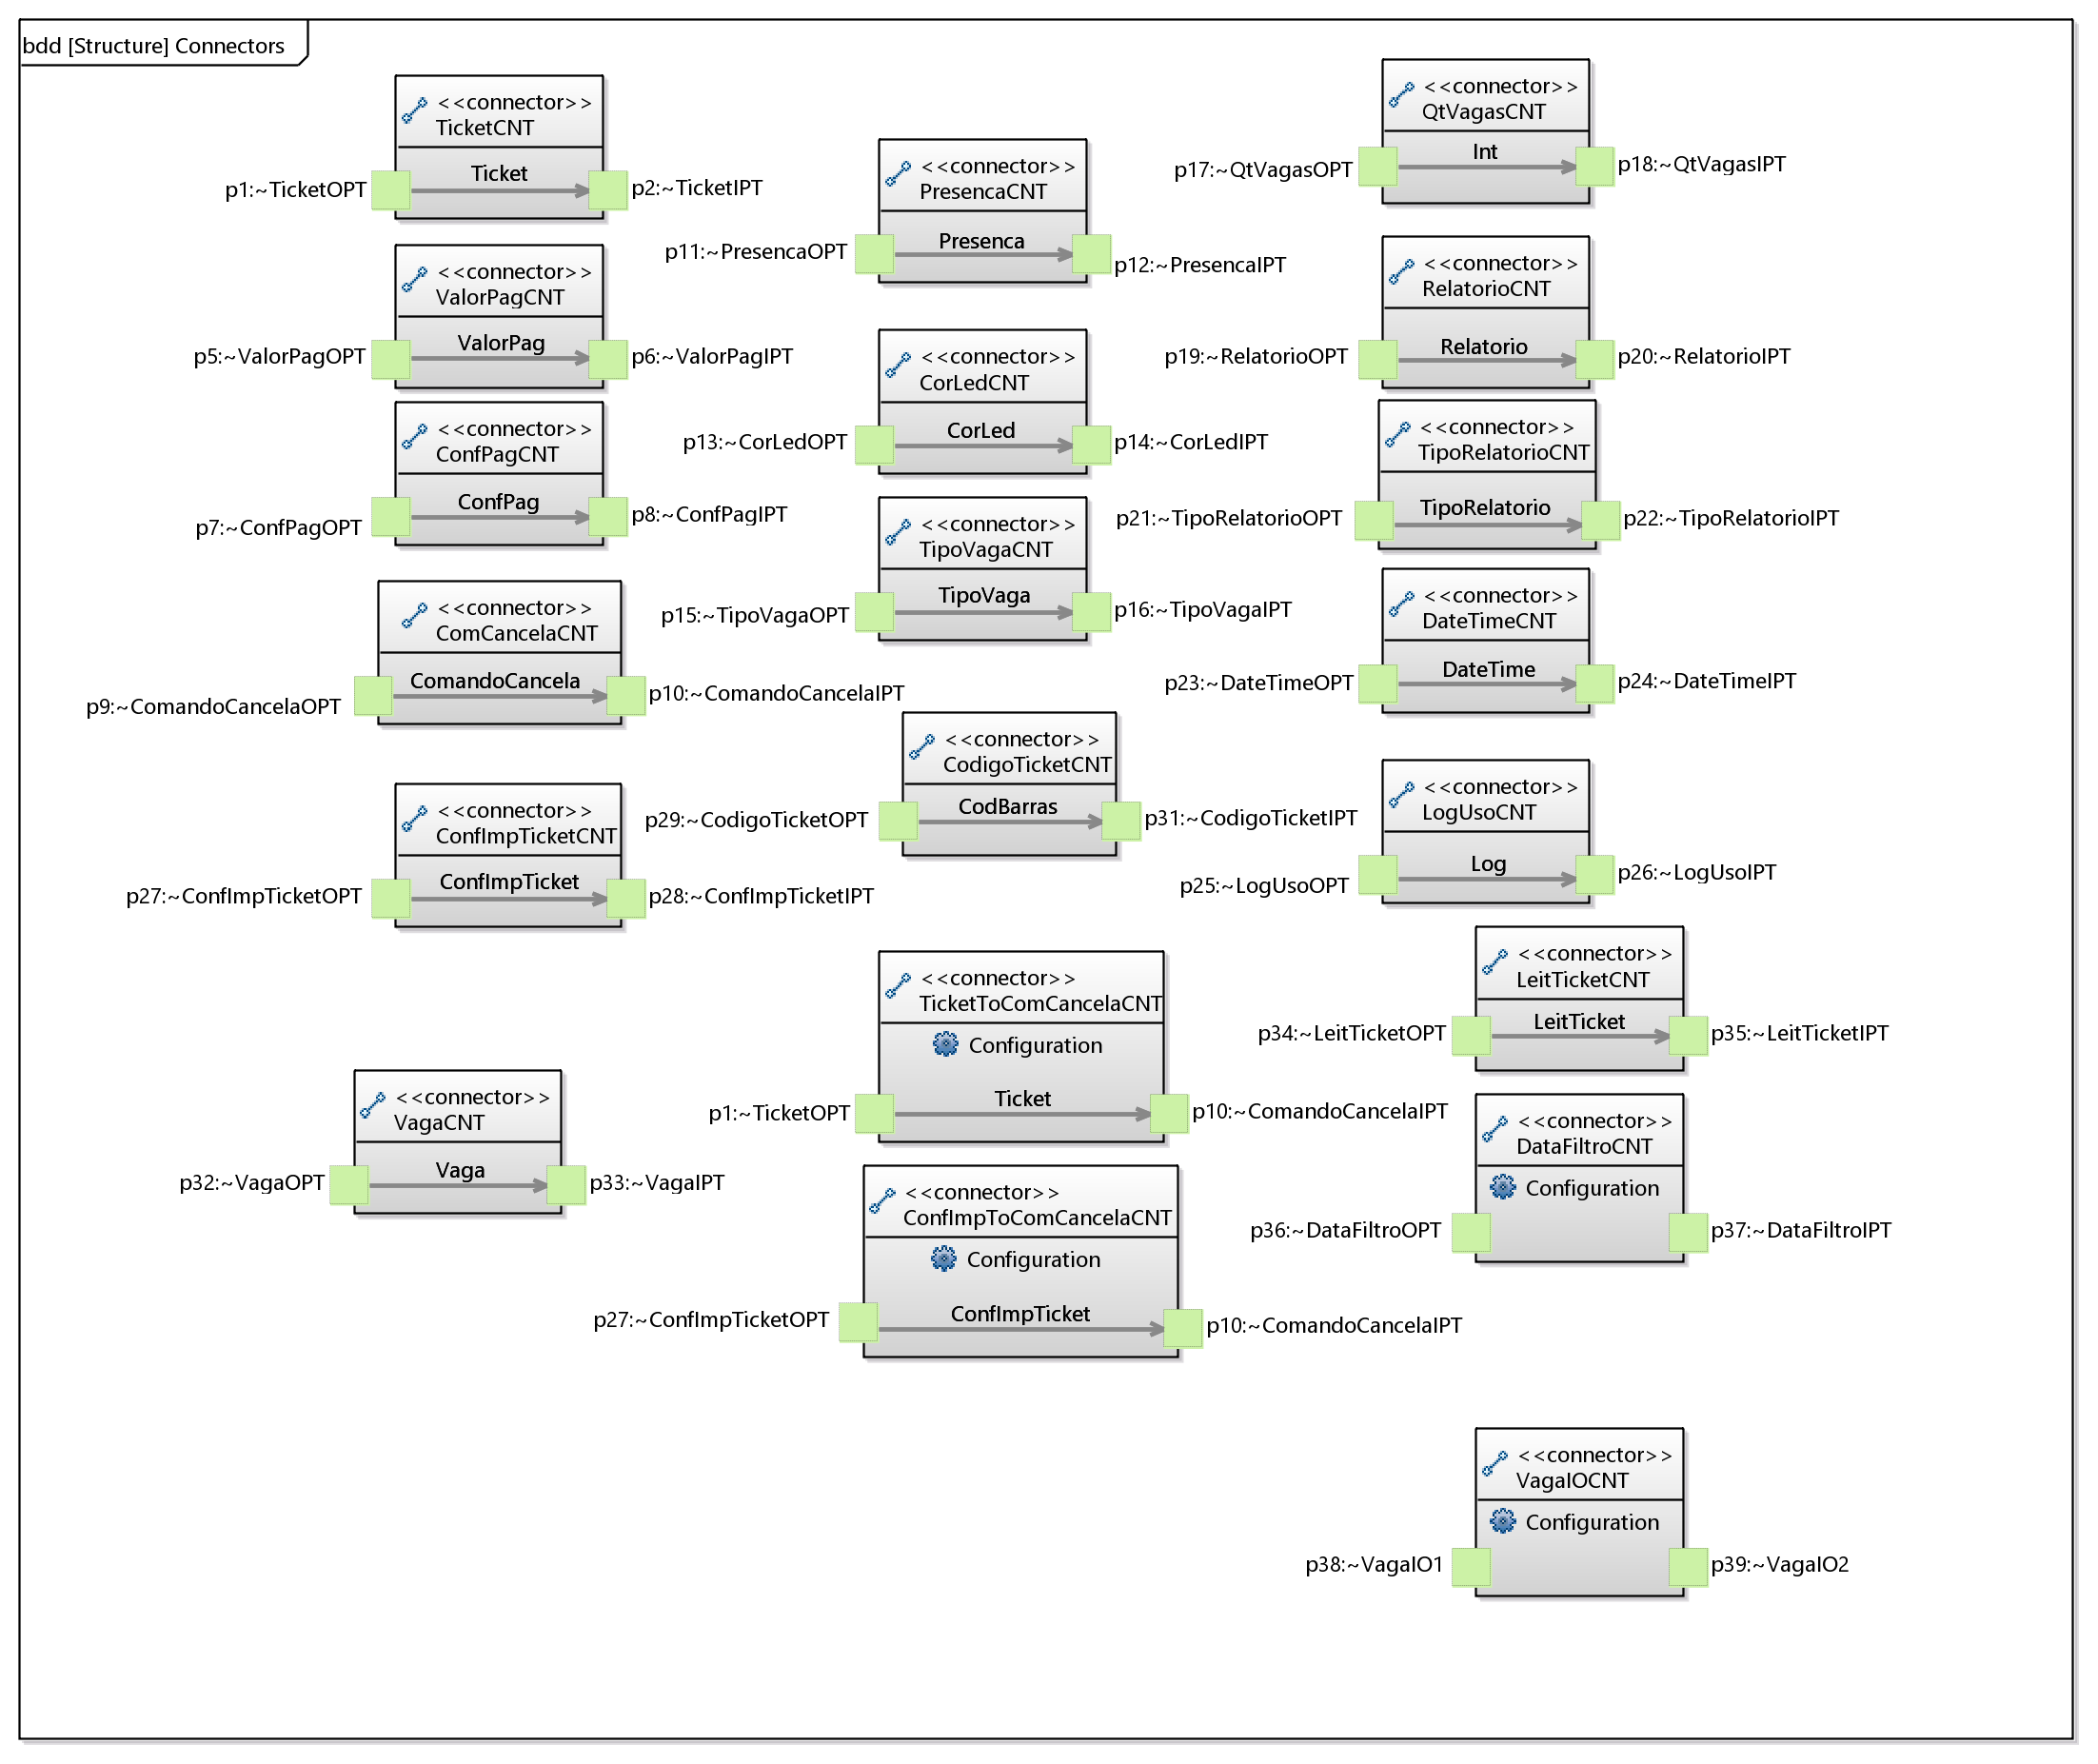 bdd [Structure] Connectors
<<connector>>
TicketCNT
Ticket
p1:~TicketOPT
p2:~TicketIPT
<<connector>>
ValorPagCNT
ValorPag
p5:~ValorPagOPT
p6:~ValorPagIPT
<<connector>>
ConfPagCNT
ConfPag
p7:~ConfPagOPT
p8:~ConfPagIPT
<<connector>>
ComCancelaCNT
ComandoCancela
p9:~ComandoCancelaOPT
p10:~ComandoCancelaIPT
<<connector>>
ConfImpTicketCNT
ConfImpTicket
p27:~ConfImpTicketOPT
p28:~ConfImpTicketIPT
<<connector>>
VagaCNT
Vaga
p32:~VagaOPT
p33:~VagaIPT
<<connector>>
PresencaCNT
Presenca
p11:~PresencaOPT
p12:~PresencaIPT
<<connector>>
CorLedCNT
CorLed
p13:~CorLedOPT
p14:~CorLedIPT
<<connector>>
TipoVagaCNT
TipoVaga
p15:~TipoVagaOPT
p16:~TipoVagaIPT
<<connector>>
CodigoTicketCNT
CodBarras
p29:~CodigoTicketOPT
p31:~CodigoTicketIPT
<<connector>>
TicketToComCancelaCNT
Configuration
Ticket
p1:~TicketOPT
p10:~ComandoCancelaIPT
<<connector>>
ConfImpToComCancelaCNT
Configuration
ConfImpTicket
p27:~ConfImpTicketOPT
p10:~ComandoCancelaIPT
<<connector>>
QtVagasCNT
Int
p17:~QtVagasOPT
p18:~QtVagasIPT
<<connector>>
RelatorioCNT
Relatorio
p19:~RelatorioOPT
p20:~RelatorioIPT
<<connector>>
TipoRelatorioCNT
TipoRelatorio
p21:~TipoRelatorioOPT
p22:~TipoRelatorioIPT
<<connector>>
DateTimeCNT
DateTime
p23:~DateTimeOPT
p24:~DateTimeIPT
<<connector>>
LogUsoCNT
Log
p25:~LogUsoOPT
p26:~LogUsoIPT
<<connector>>
LeitTicketCNT
LeitTicket
p34:~LeitTicketOPT
p35:~LeitTicketIPT
<<connector>>
DataFiltroCNT
Configuration
p36:~DataFiltroOPT
p37:~DataFiltroIPT
<<connector>>
VagaIOCNT
Configuration
p38:~VagaIO1
p39:~VagaIO2